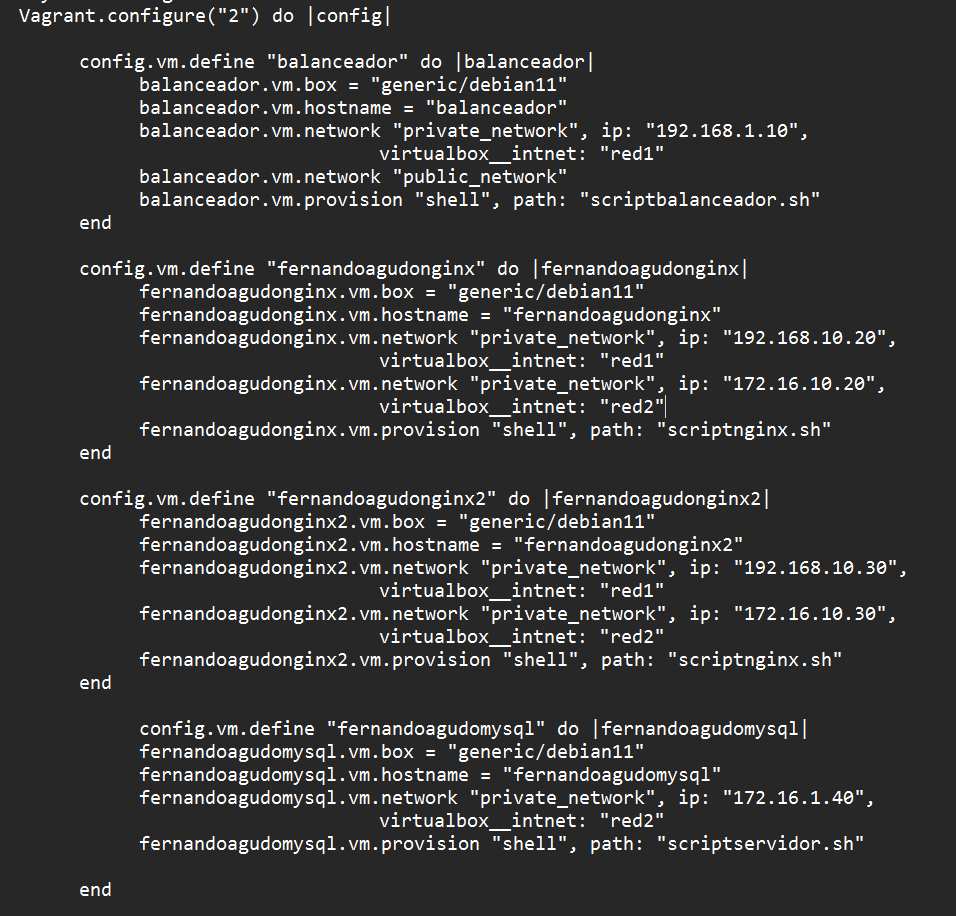 Vagrant.configure("2") do |config|
config.vm.define "balanceador" do |balanceador|
balanceador.vm.box = "generic/debian11"
balanceador.vm.hostname = "balanceador"
balanceador.vm.network "private_network", ip: "192.168.1.10",
virtualbox__intnet: "red1"
balanceador.vm.network "public_network"
balanceador.vm.provision "shell", path: "scriptbalanceador.sh"
end
config.vm.define "fernandoagudonginx" do |fernandoagudonginx|
fernandoagudonginx.vm.box = "generic/debian11"
fernandoagudonginx.vm.hostname = "fernandoagudonginx"
fernandoagudonginx.vm.network "private_network", ip: "192.168.10.20",
virtualbox__intnet: "red1"
fernandoagudonginx.vm.network "private_network", ip: "172.16.10.20",
virtualbox__intnet: "red2"
fernandoagudonginx.vm.provision "shell", path: "scriptnginx.sh"
end
config.vm.define "fernandoagudonginx2" do |fernandoagudonginx2|
fernandoagudonginx2.vm.box = "generic/debian11"
fernandoagudonginx2.vm.hostname = "fernandoagudonginx2"
fernandoagudonginx2.vm.network "private_network", ip: "192.168.10.30",
virtualbox__intnet: "red1"
fernandoagudonginx2.vm.network "private_network", ip: "172.16.10.30",
virtualbox__intnet: "red2"
fernandoagudonginx2.vm.provision "shell", path: "scriptnginx.sh"
end
config.vm.define "fernandoagudomysql" do |fernandoagudomysql|
fernandoagudomysql.vm.box = "generic/debian11"
fernandoagudomysql.vm.hostname = "fernandoagudomysql"
fernandoagudomysql.vm.network "private_network", ip: "172.16.1.40",
virtualbox__intnet: "red2"
fernandoagudomysql.vm.provision "shell", path: "scriptservidor.sh"
end